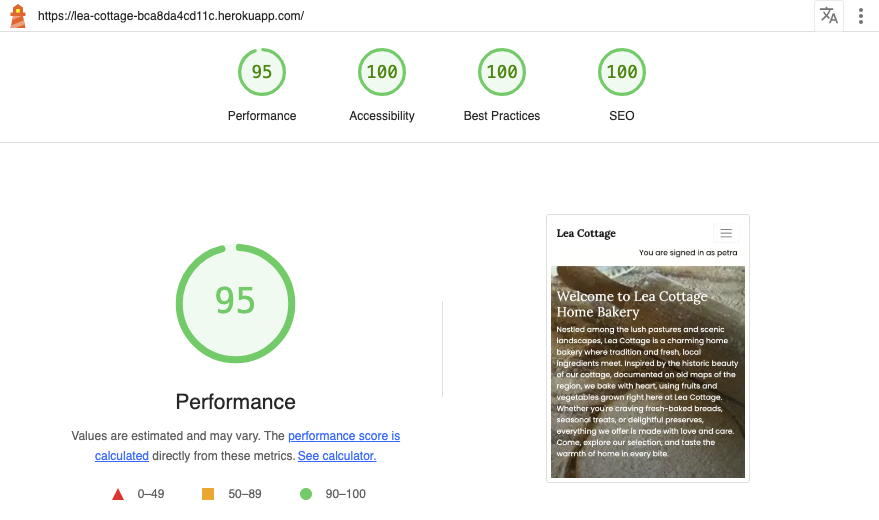 https://lea-cottage-bca8da4cd11c.herokuapp.com/
95
100
100
100
Performance
Accessibility
Best Practices
SEO
95
Performance
Values are estimated and may vary. The performance score is
calculated directly from these metrics. See calculator.
0–49
50–89
90–100
Lea Cottage
You are signed in as petra
Welcome to Lea Cottage
Home Bakery
Nestled among the lush pastures and scenic
landscapes, Lea Cottage is a charming home
bakery where tradition and fresh, local
ingredients meet. Inspired by the heritage
of our cottage, documented on old maps of the
region, we bake with heart, using fruits and
vegetables grown right here at Lea Cottage.
Whether you're craving fresh-baked breads,
seasonal treats, or delightful preserves,
everything we offer is made with love and care.
Come, explore our selection, and taste the
warmth of home in every bite.